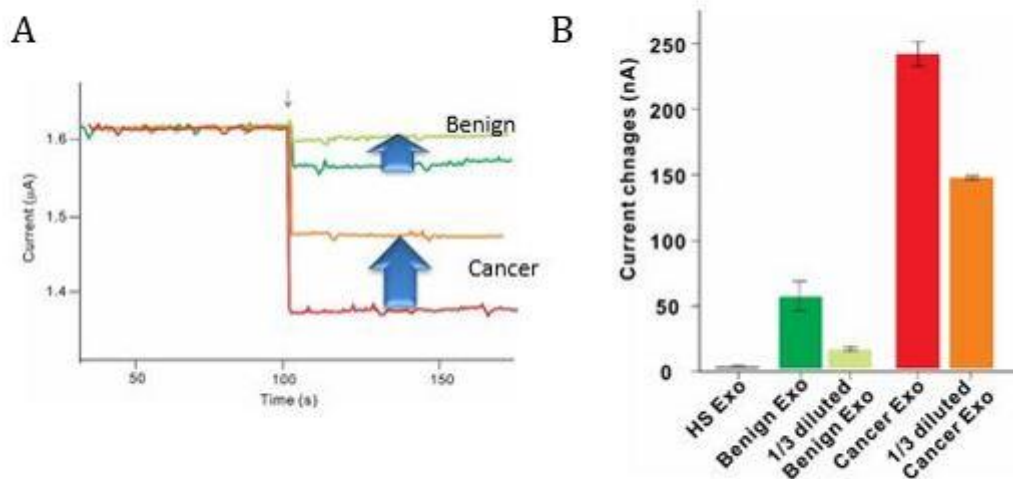 A
Current (μA)
1.6
1.5
1.4
50
100
150
Time (s)
Benign
Cancer
B
Current chnages (nA)
250
200
150
100
50
0
HS Exo
Benign Exo
1/3 diluted
Benign Exo
Cancer Exo
1/3 diluted
Cancer Exo